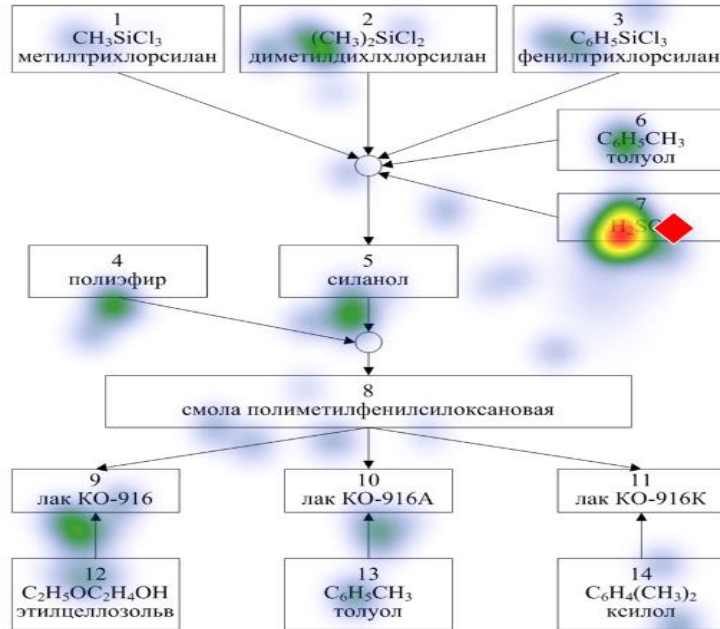 1
CH₃SiCl₃
метилтрихлорсилан
2
(CH₃)₂SiCl₂
диметилдихлхлорсилан
3
C₆H₅SiCl₃
фенилтрихлорсилан
6
C₆H₅CH₃
толуол
7
4
полиэфир
5
силанол
8
смола полиметилфенилсилоксановая
9
лак КО-916
10
лак КО-916А
11
лак КО-916К
12
C₂H₅OC₂H₄OH
этилцеллозольв
13
C₆H₅CH₃
толуол
14
C₆H₄(CH₃)₂
ксилол